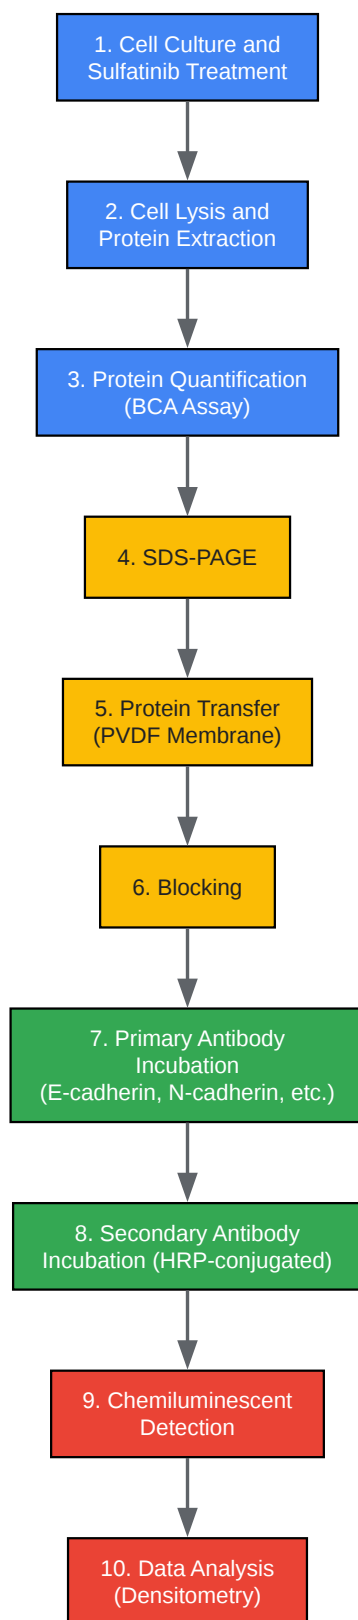 1. Cell Culture and
Sulfatinib Treatment
2. Cell Lysis and
Protein Extraction
3. Protein Quantification
(BCA Assay)
4. SDS-PAGE
5. Protein Transfer
(PVDF Membrane)
6. Blocking
7. Primary Antibody
Incubation
(E-cadherin, N-cadherin, etc.)
8. Secondary Antibody
Incubation (HRP-conjugated)
9. Chemiluminescent
Detection
10. Data Analysis
(Densitometry)